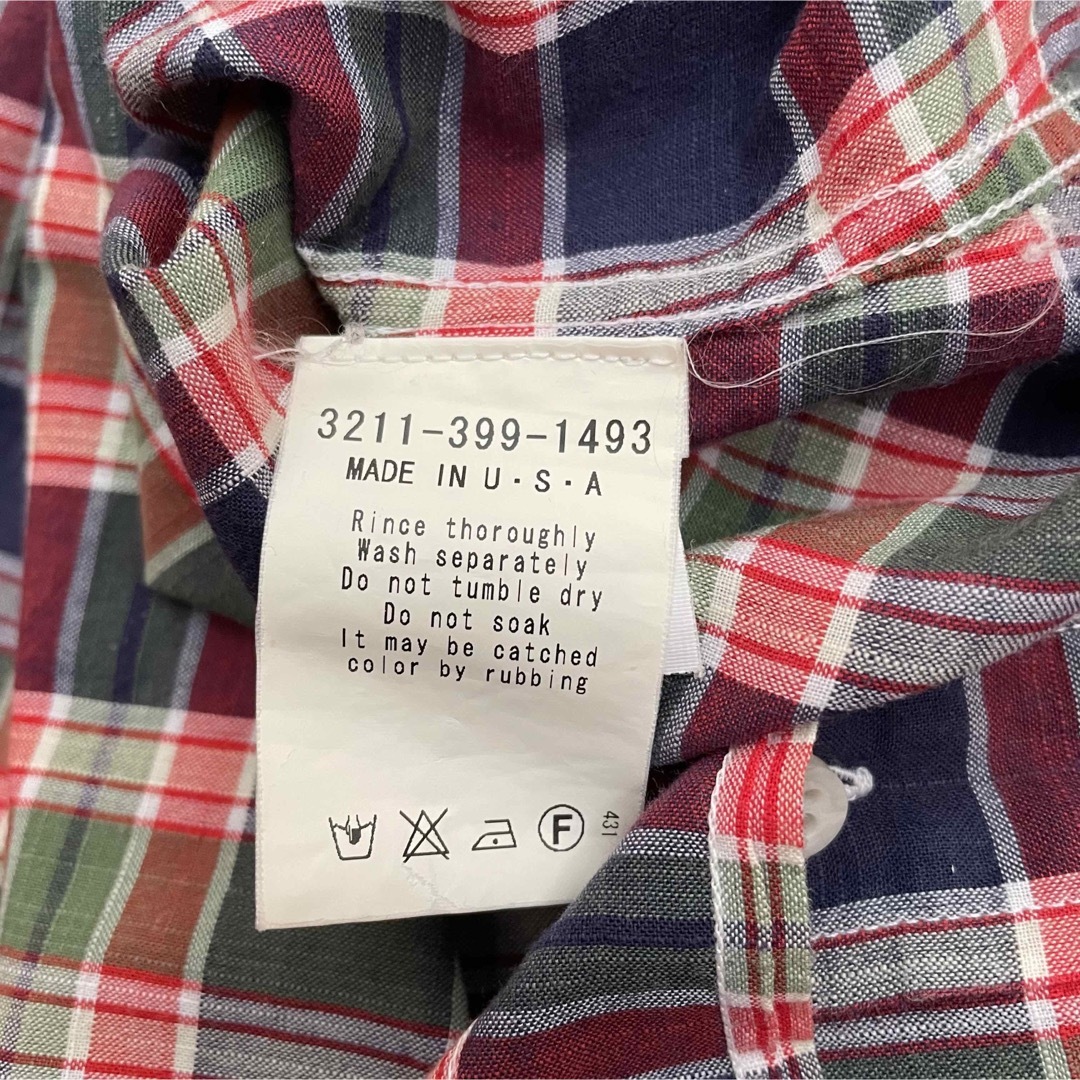 3211-399-1493
MADE IN U・S・A
Rince thoroughly
Wash separately
Do not tumble dry
Do not soak
It may be catched
color by rubbing
F
431